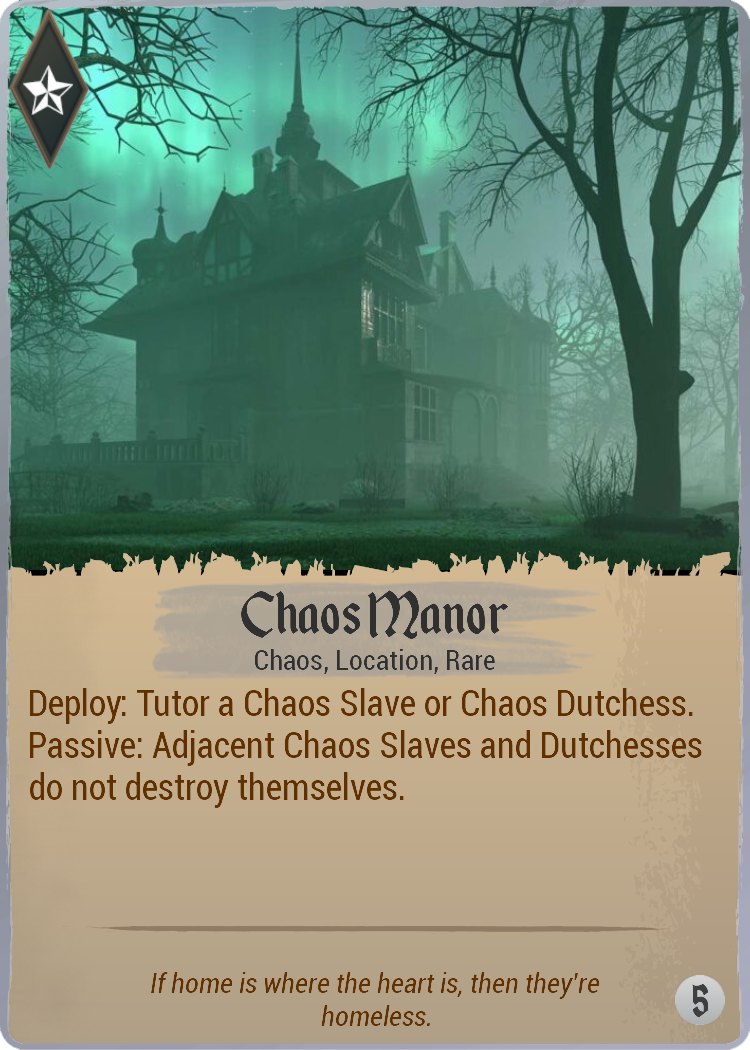 Chaos Manor
Chaos, Location, Rare
Deploy: Tutor a Chaos Slave or Chaos Dutchess.
Passive: Adjacent Chaos Slaves and Dutchesses
do not destroy themselves.
If home is where the heart is, then they're
homeless.
5